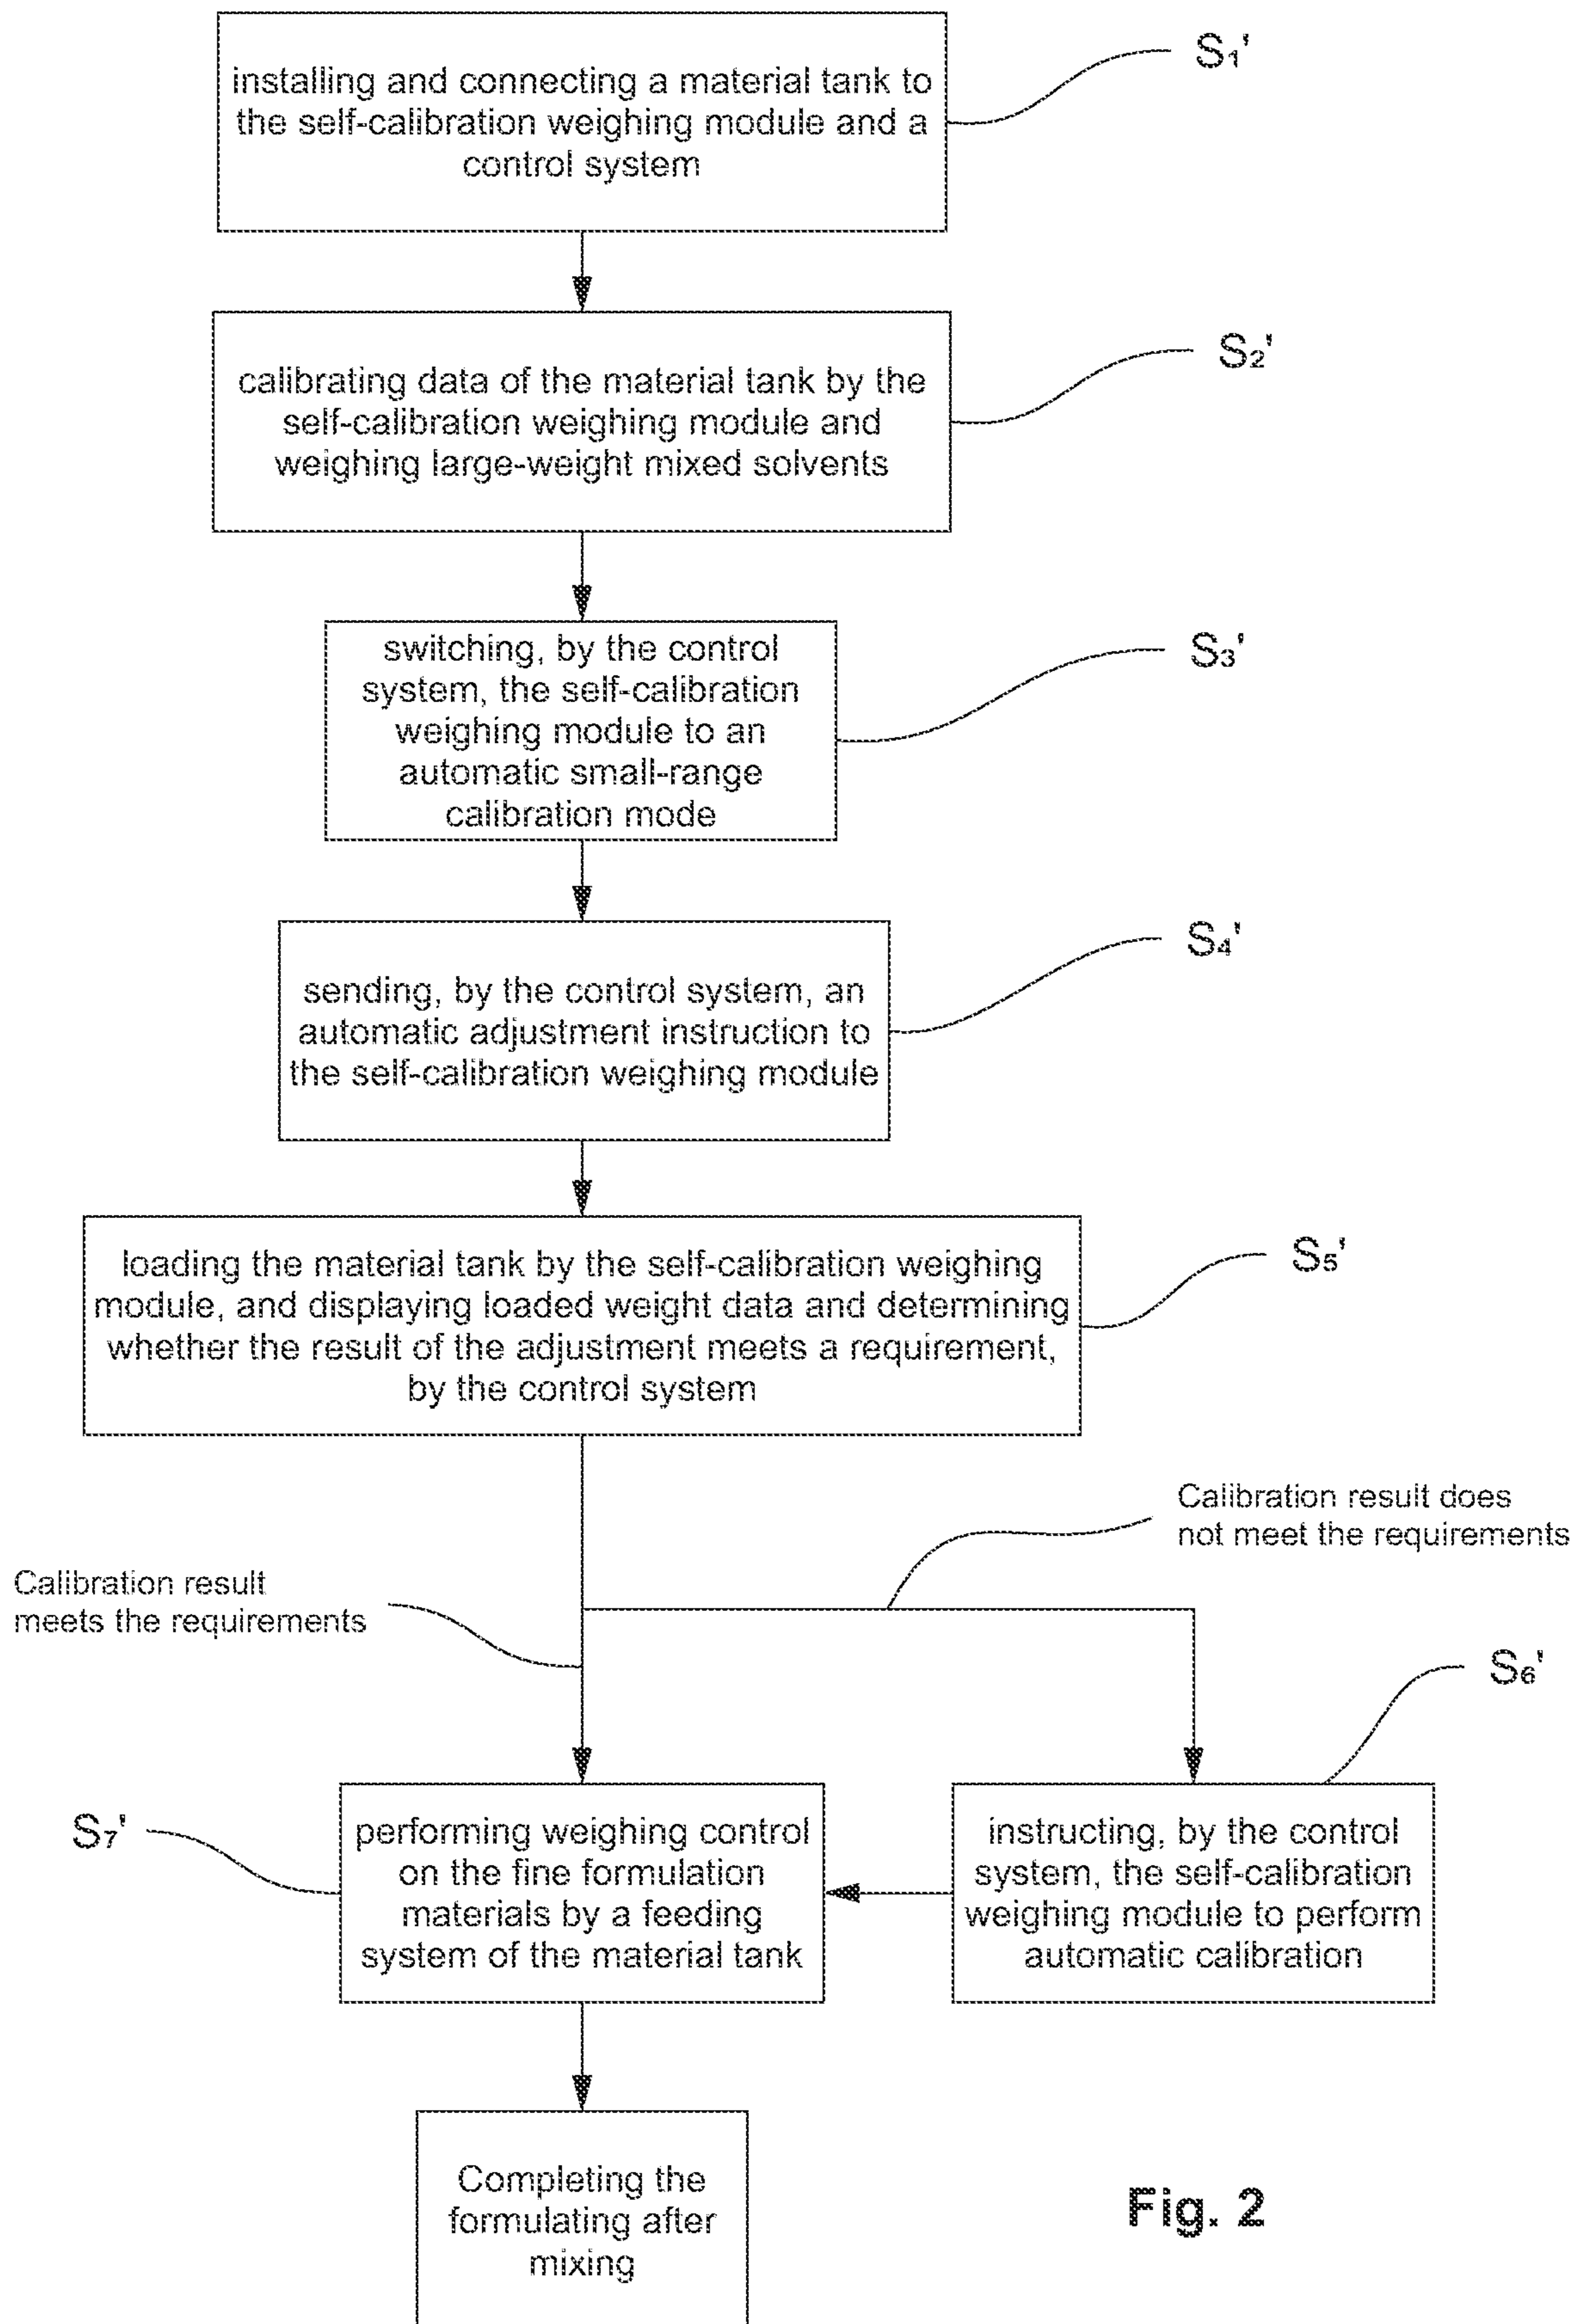 installing and connecting a material tank to
the self-calibration weighing module and a
control system
S₁'
calibrating data of the material tank by the
self-calibration weighing module and
weighing large-weight mixed solvents
S₂'
switching, by the control
system, the self-calibration
weighing module to an
automatic small-range
calibration mode
S₃'
sending, by the control system, an
automatic adjustment instruction to
the self-calibration weighing module
S₄'
loading the material tank by the self-calibration weighing
module, and displaying loaded weight data and determining
whether the result of the adjustment meets a requirement,
by the control system
S₅'
Calibration result does
not meet the requirements
Calibration result
meets the requirements
S₆'
S₇'
performing weighing control
on the fine formulation
materials by a feeding
system of the material tank
instructing, by the control
system, the self-calibration
weighing module to perform
automatic calibration
Completing the
formulating after
mixing
Fig. 2